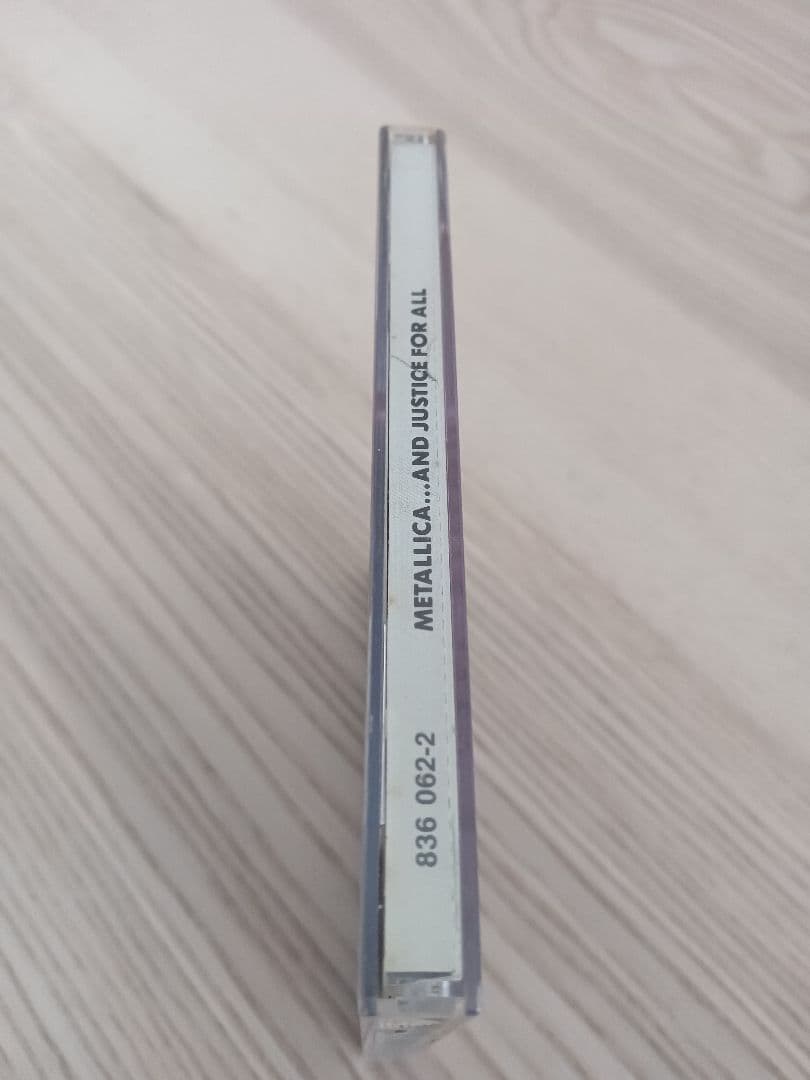 METALLICA...AND JUSTICE FOR ALL
836 062-2